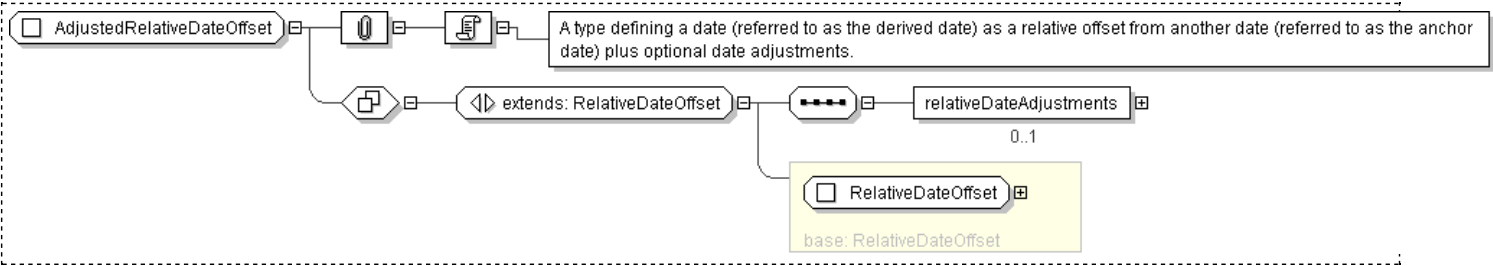 AdjustedRelativeDateOffset
A type defining a date (referred to as the derived date) as a relative offset from another date (referred to as the anchor
date) plus optional date adjustments.
extends: RelativeDateOffset
relativeDateAdjustments
0..1
RelativeDateOffset
base: RelativeDateOffset